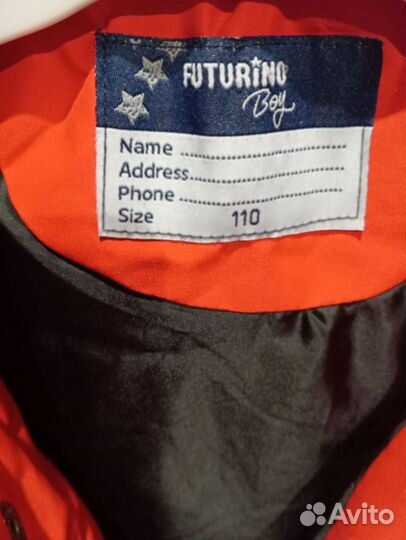 FUTURINO
Boy
Name
Address
Phone
Size 110
Avito